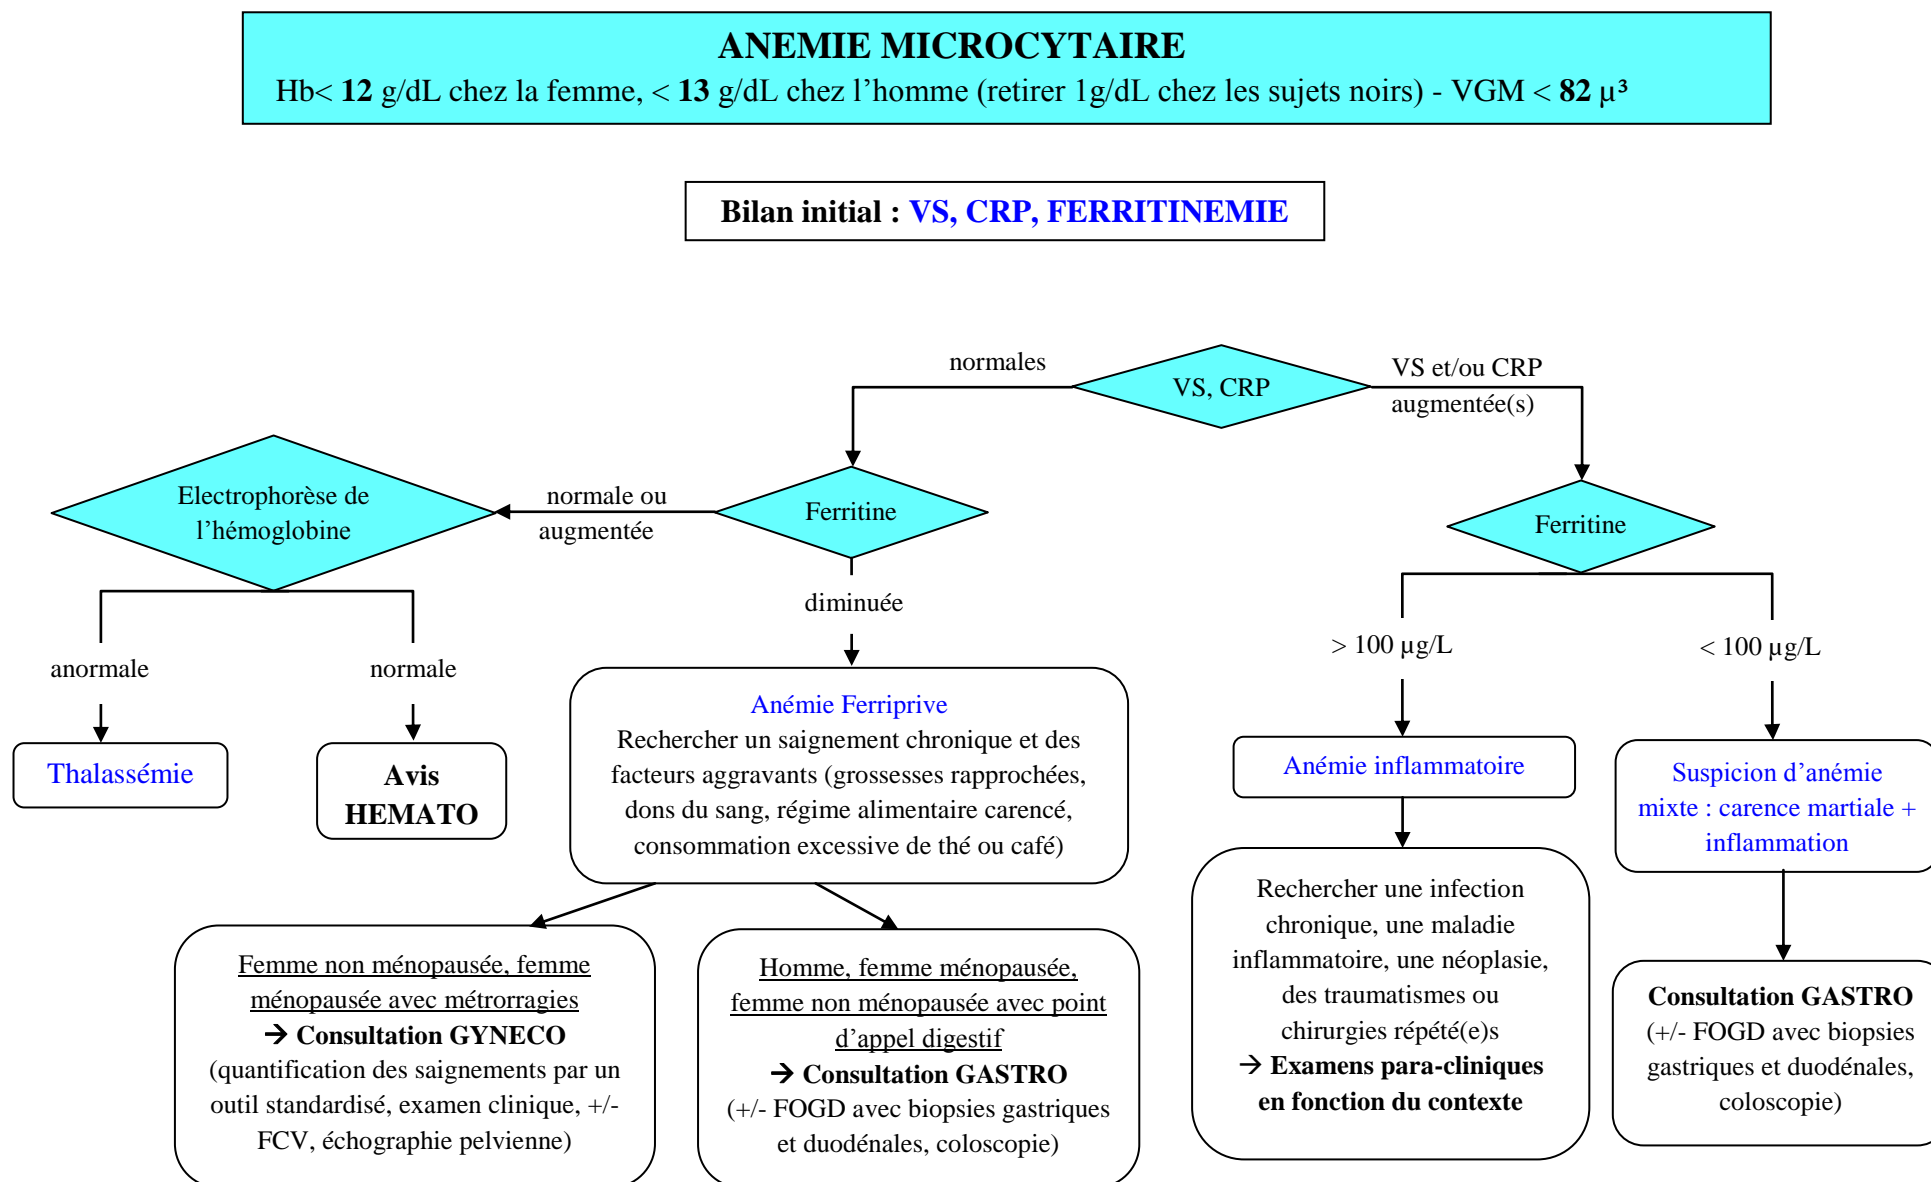 ANEMIE MICROCYTAIRE
Hb< 12 g/dL chez la femme, < 13 g/dL chez l’homme (retirer 1g/dL chez les sujets noirs) - VGM < 82 µ³
Bilan initial : VS, CRP, FERRITINEMIE
normales
VS, CRP
VS et/ou CRP
augmentée(s)
Electrophorèse de
l’hémoglobine
normale ou
augmentée
Ferritine
Ferritine
diminuée
> 100 µg/L
< 100 µg/L
anormale
normale
Thalassémie
Avis
HEMATO
Anémie Ferriprive
Rechercher un saignement chronique et des
facteurs aggravants (grossesses rapprochées,
dons du sang, régime alimentaire carencé,
consommation excessive de thé ou café)
Anémie inflammatoire
Suspicion d’anémie
mixte : carence martiale +
inflammation
Femme non ménopausée, femme
ménopausée avec métrorragies
→ Consultation GYNECO
(quantification des saignements par un
outil standardisé, examen clinique, +/-
FCV, échographie pelvienne)
Homme, femme ménopausée,
femme non ménopausée avec point
d’appel digestif
→ Consultation GASTRO
(+/- FOGD avec biopsies gastriques
et duodénales, coloscopie)
Rechercher une infection
chronique, une maladie
inflammatoire, une néoplasie,
des traumatismes ou
chirurgies répété(e)s
→ Examens para-cliniques
en fonction du contexte
Consultation GASTRO
(+/- FOGD avec biopsies
gastriques et duodénales,
coloscopie)